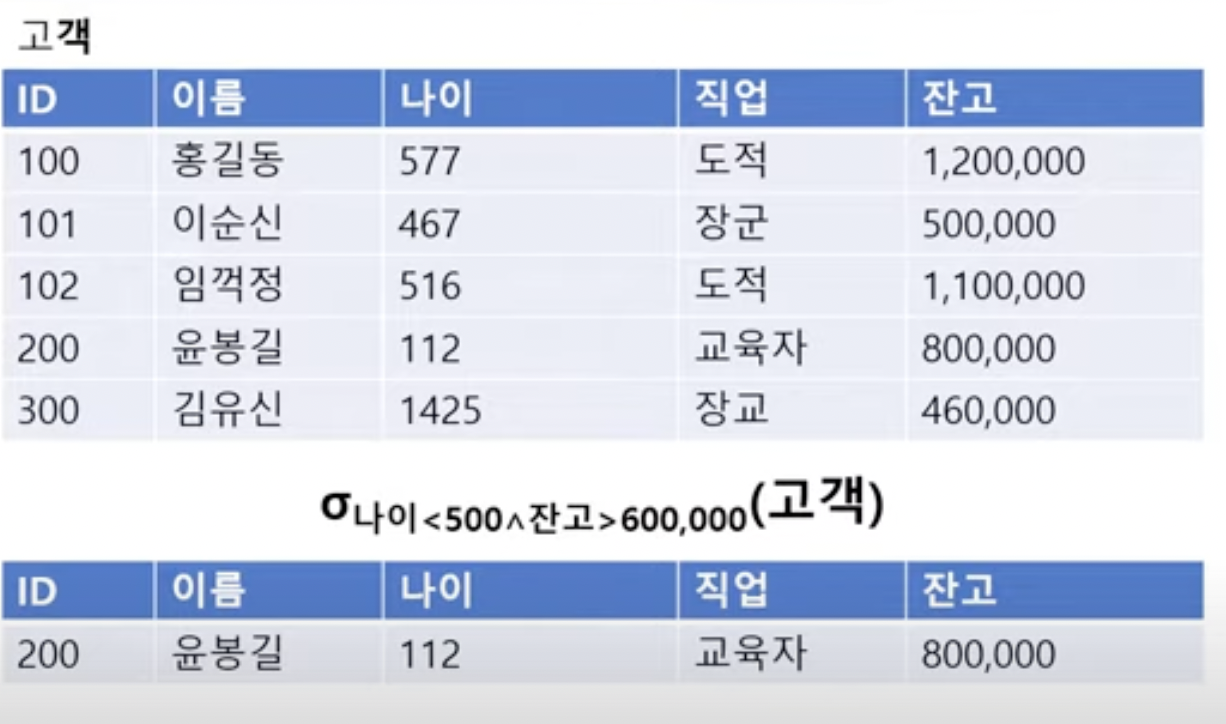 고객
ID 이름 나이 직업 잔고
100 홍길동 577 도적 1,200,000
101 이순신 467 장군 500,000
102 임꺽정 516 도적 1,100,000
200 윤봉길 112 교육자 800,000
300 김유신 1425 장교 460,000
σ나이<500∧잔고>600,000(고객)
ID 이름 나이 직업 잔고
200 윤봉길 112 교육자 800,000